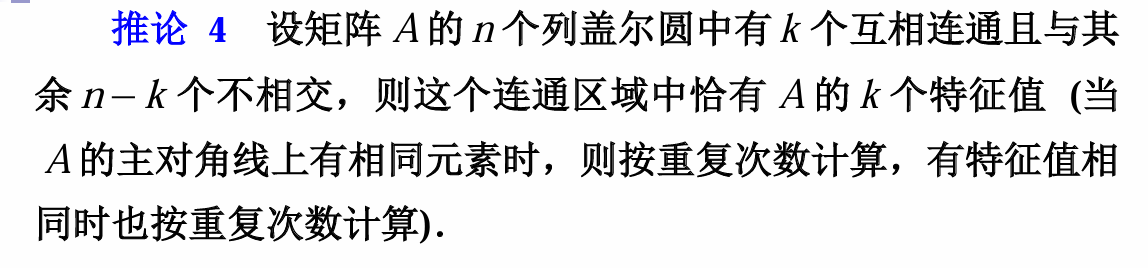 推论 4 设矩阵 A 的 n 个列盖尔圆中有 k 个互相连通且与其
余 n − k 个不相交，则这个连通区域中恰有 A 的 k 个特征值 (当
A 的主对角线上有相同元素时，则按重复次数计算，有特征值相
同时也按重复次数计算).